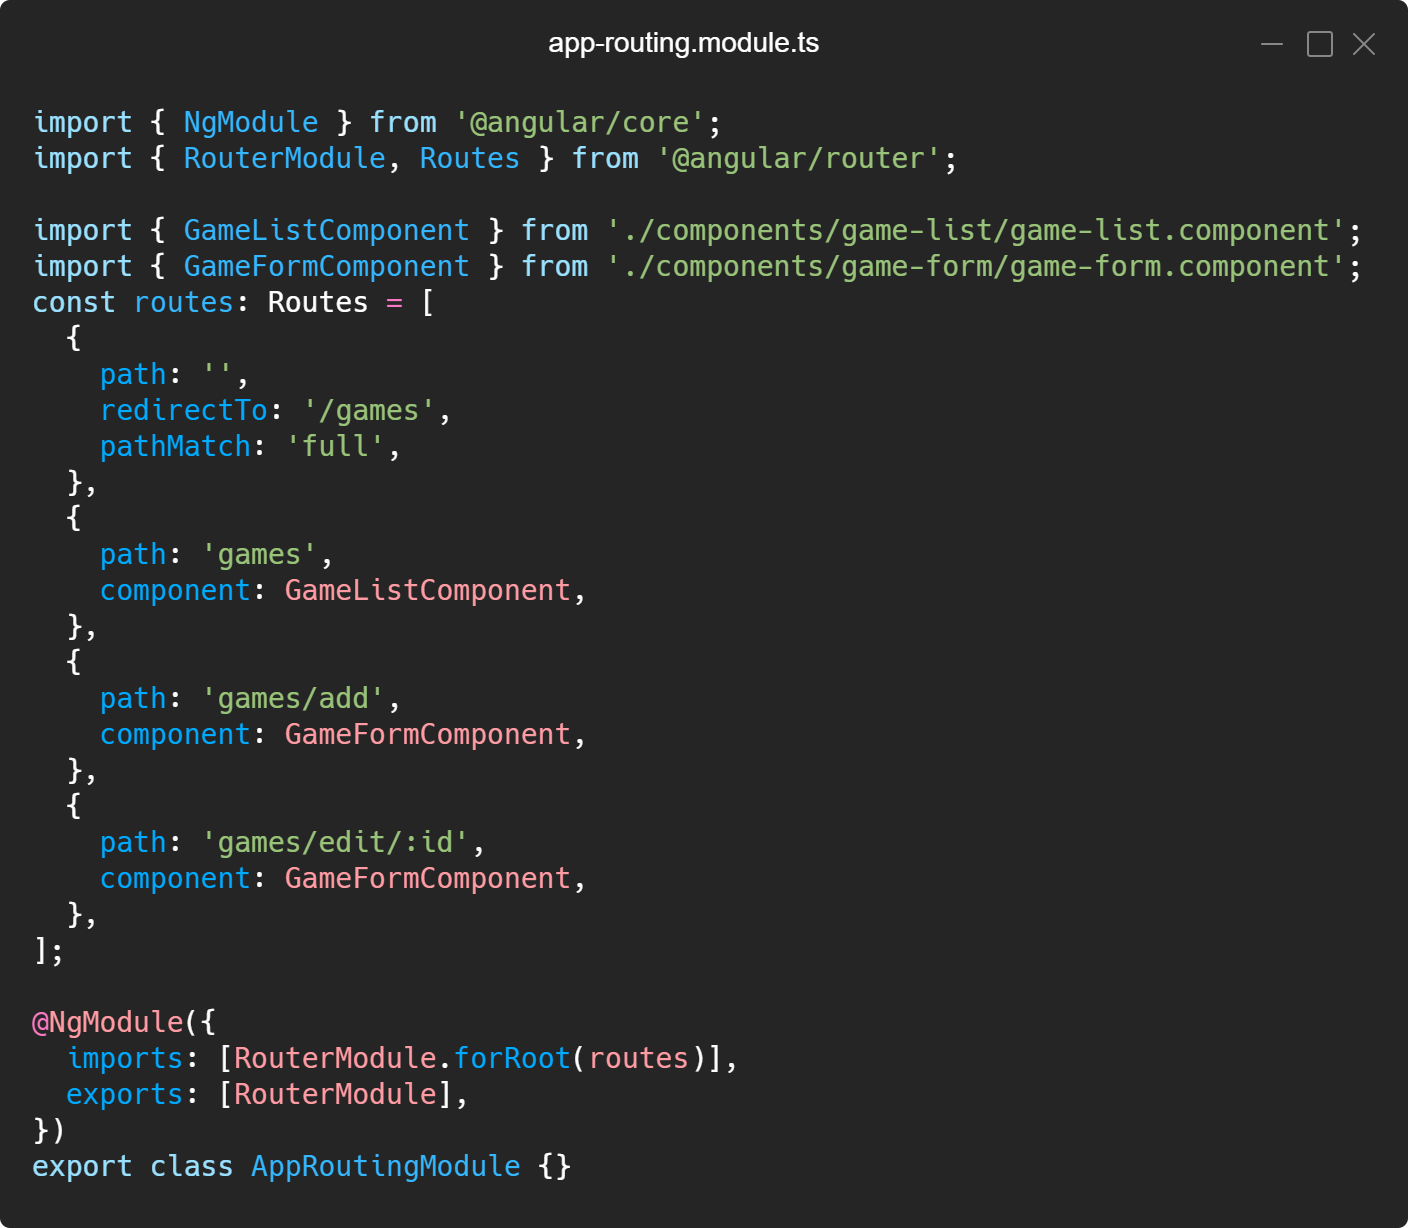 app-routing.module.ts
import { NgModule } from '@angular/core';
import { RouterModule, Routes } from '@angular/router';

import { GameListComponent } from './components/game-list/game-list.component';
import { GameFormComponent } from './components/game-form/game-form.component';
const routes: Routes = [
  {
    path: '',
    redirectTo: '/games',
    pathMatch: 'full',
  },
  {
    path: 'games',
    component: GameListComponent,
  },
  {
    path: 'games/add',
    component: GameFormComponent,
  },
  {
    path: 'games/edit/:id',
    component: GameFormComponent,
  },
];

@NgModule({
  imports: [RouterModule.forRoot(routes)],
  exports: [RouterModule],
})
export class AppRoutingModule {}